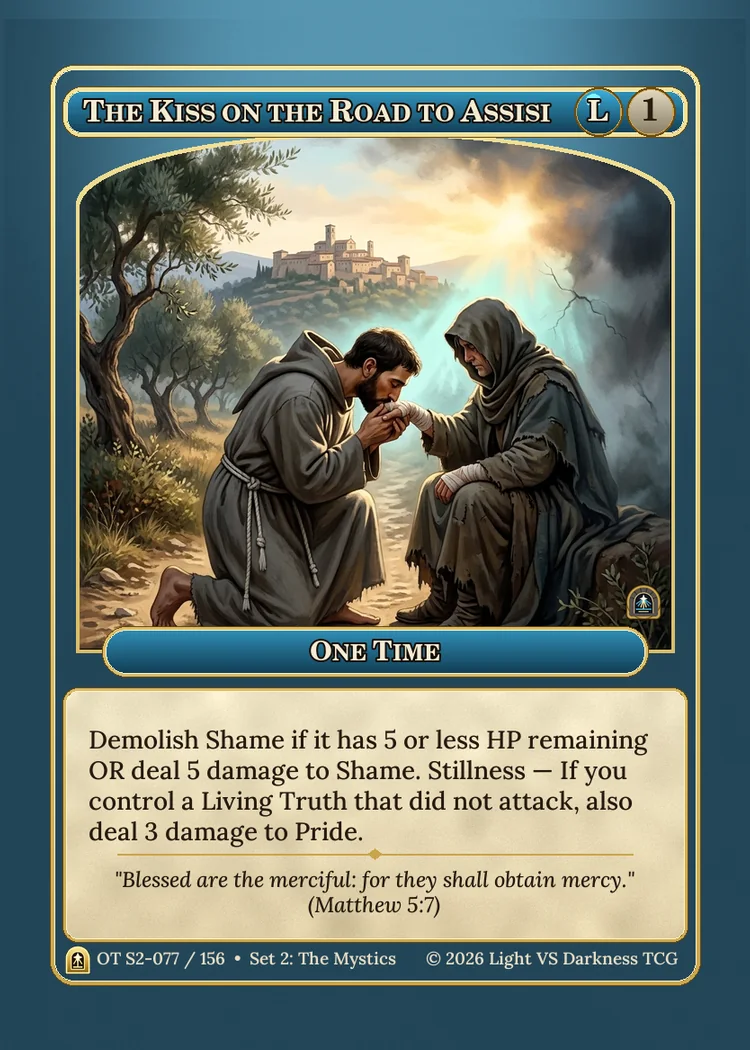 The Kiss on the Road to Assisi L 1
One Time
Demolish Shame if it has 5 or less HP remaining
OR deal 5 damage to Shame. Stillness — If you
control a Living Truth that did not attack, also
deal 3 damage to Pride.
"Blessed are the merciful: for they shall obtain mercy."
(Matthew 5:7)
OT S2-077 / 156 • Set 2: The Mystics © 2026 Light VS Darkness TCG